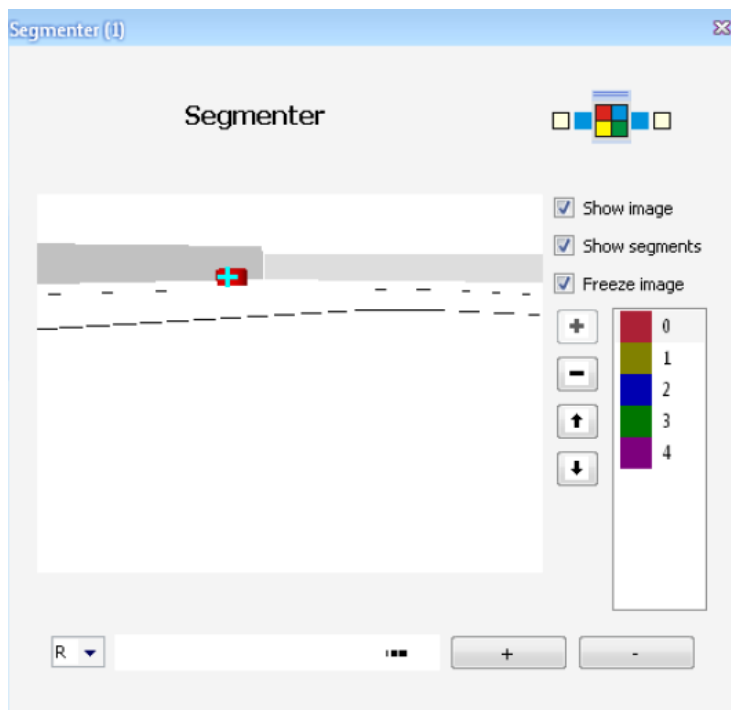 Segmenter (1)
Segmenter
Show image
Show segments
Freeze image
0
1
2
3
4
R
+
-